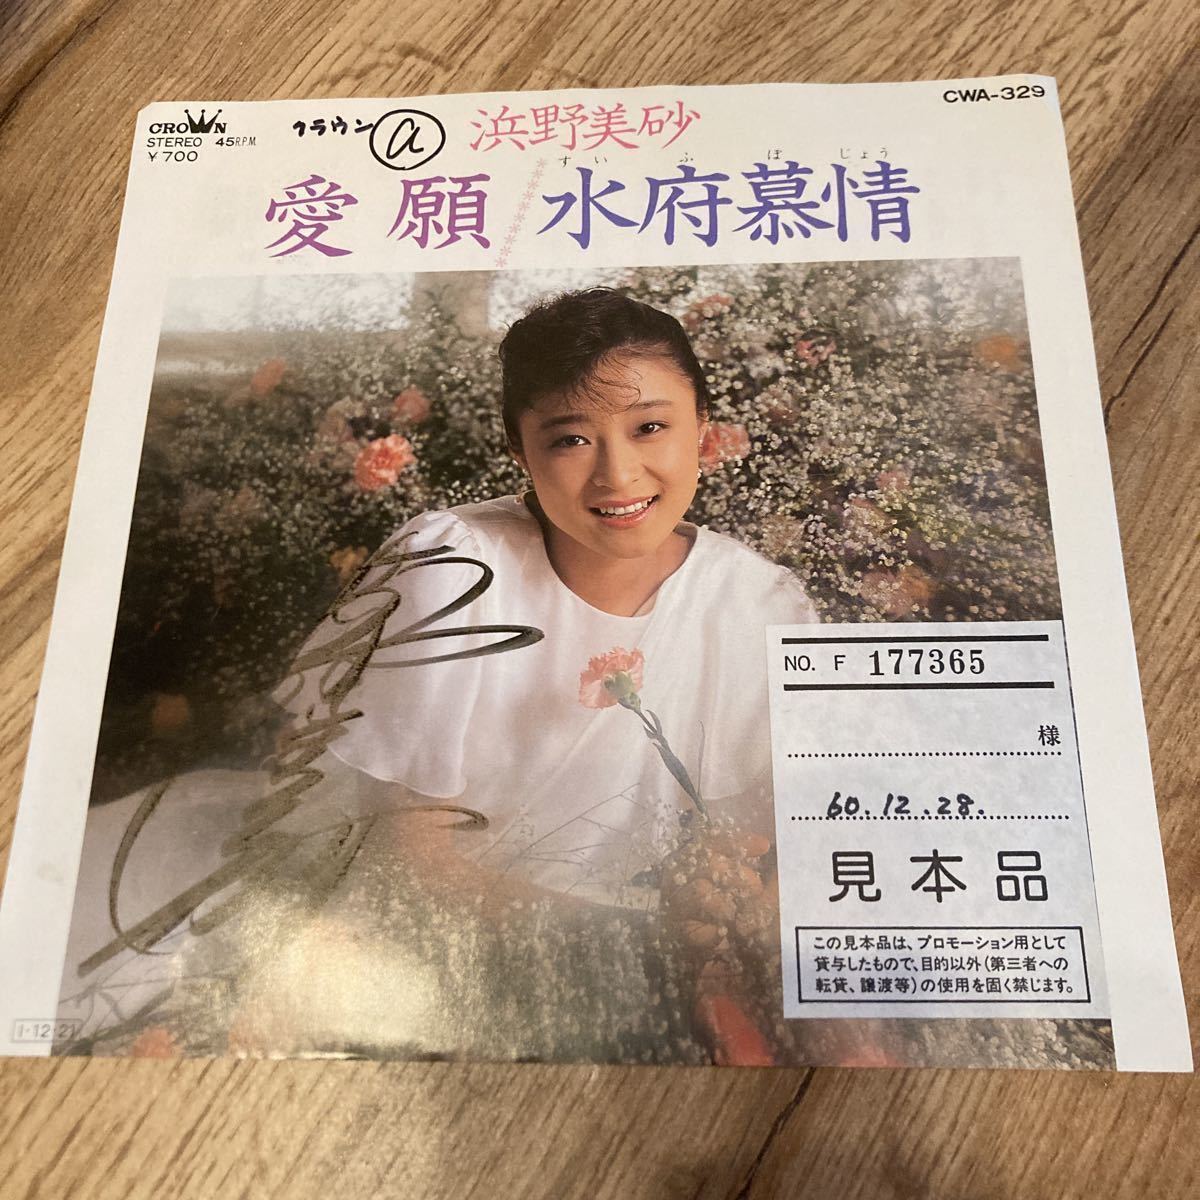 CROWN
STEREO 45R.P.M.
¥700
クラウン
a
浜野美砂
CWA-329
すいふぼじょう
愛願 水府慕情
NO. F 177365
様
60.12.28.
見本品
この見本品は、プロモーション用として
貸与したもので、目的以外(第三者への
転貸、譲渡等)の使用を固く禁じます。
1・12・21